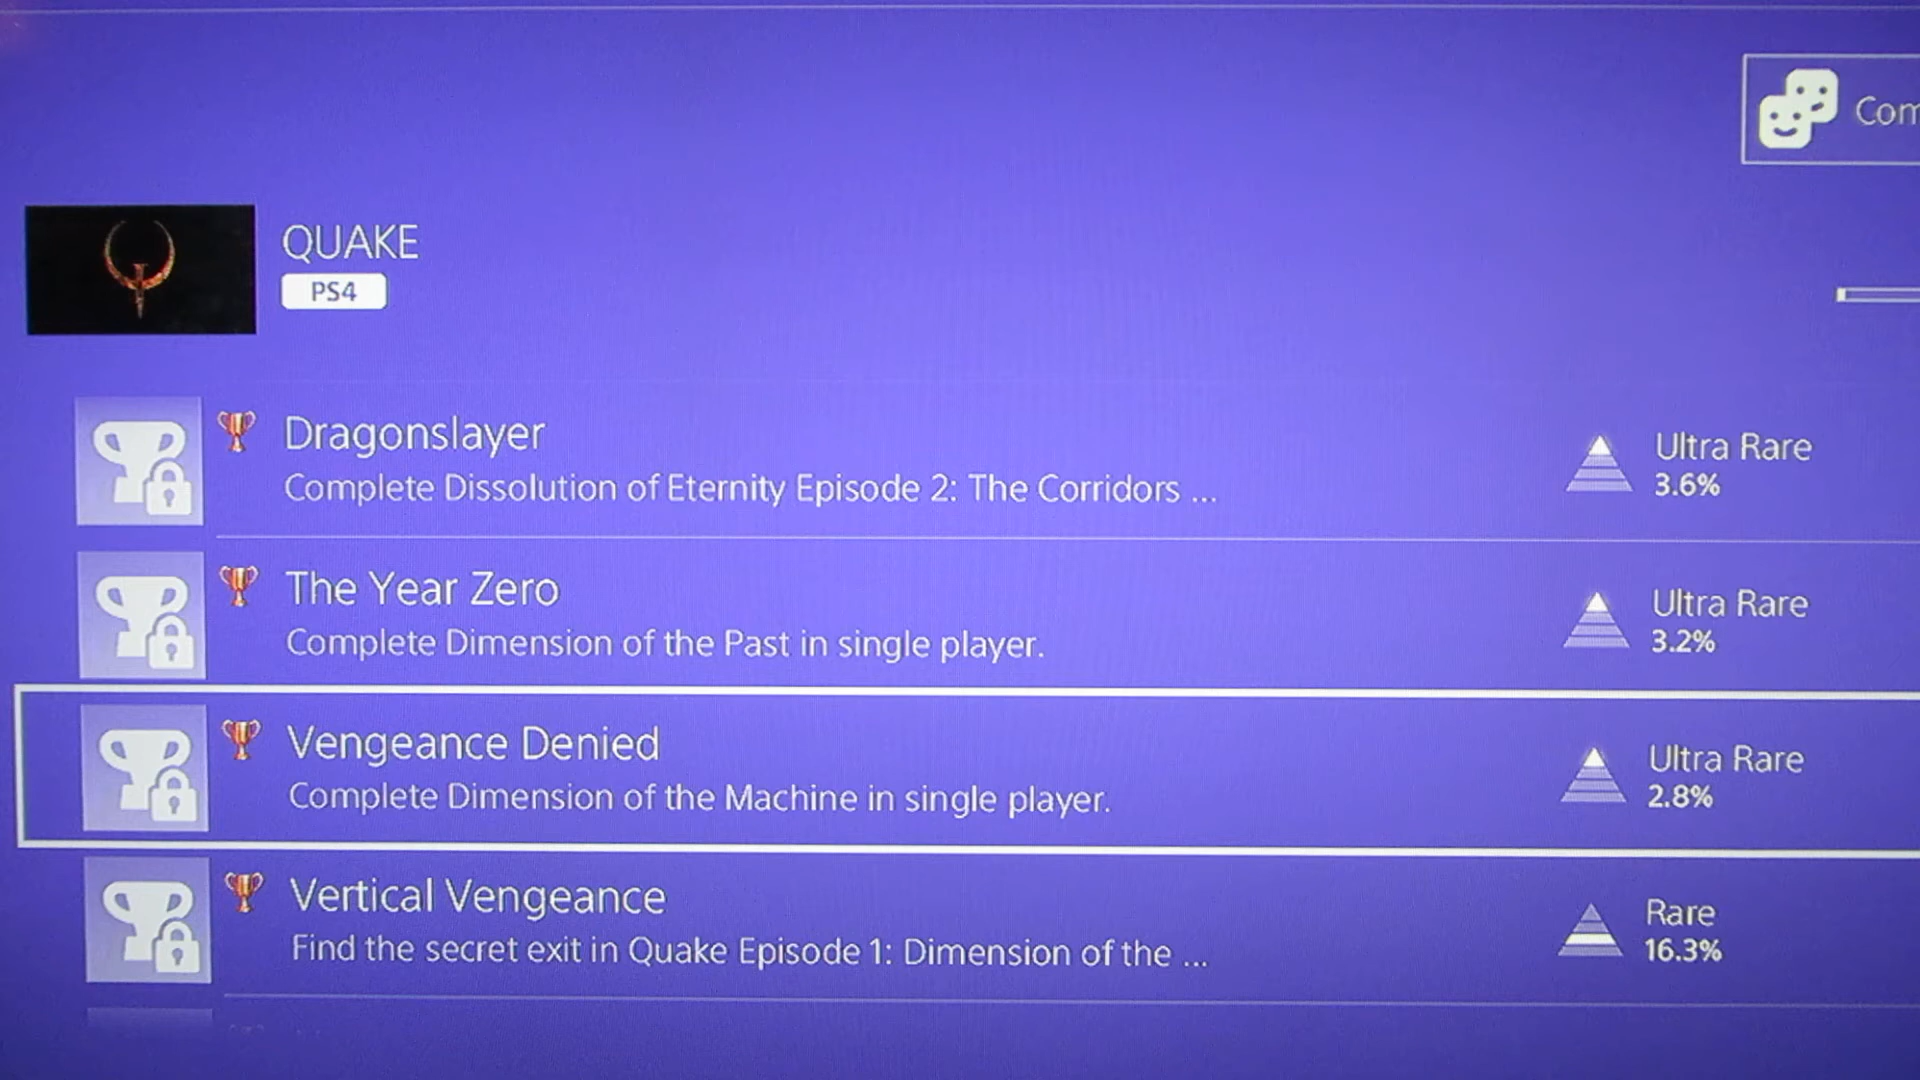 Com
QUAKE
PS4
Dragonslayer
Complete Dissolution of Eternity Episode 2: The Corridors ...
Ultra Rare
3.6%
The Year Zero
Complete Dimension of the Past in single player.
Ultra Rare
3.2%
Vengeance Denied
Complete Dimension of the Machine in single player.
Ultra Rare
2.8%
Vertical Vengeance
Find the secret exit in Quake Episode 1: Dimension of the ...
Rare
16.3%